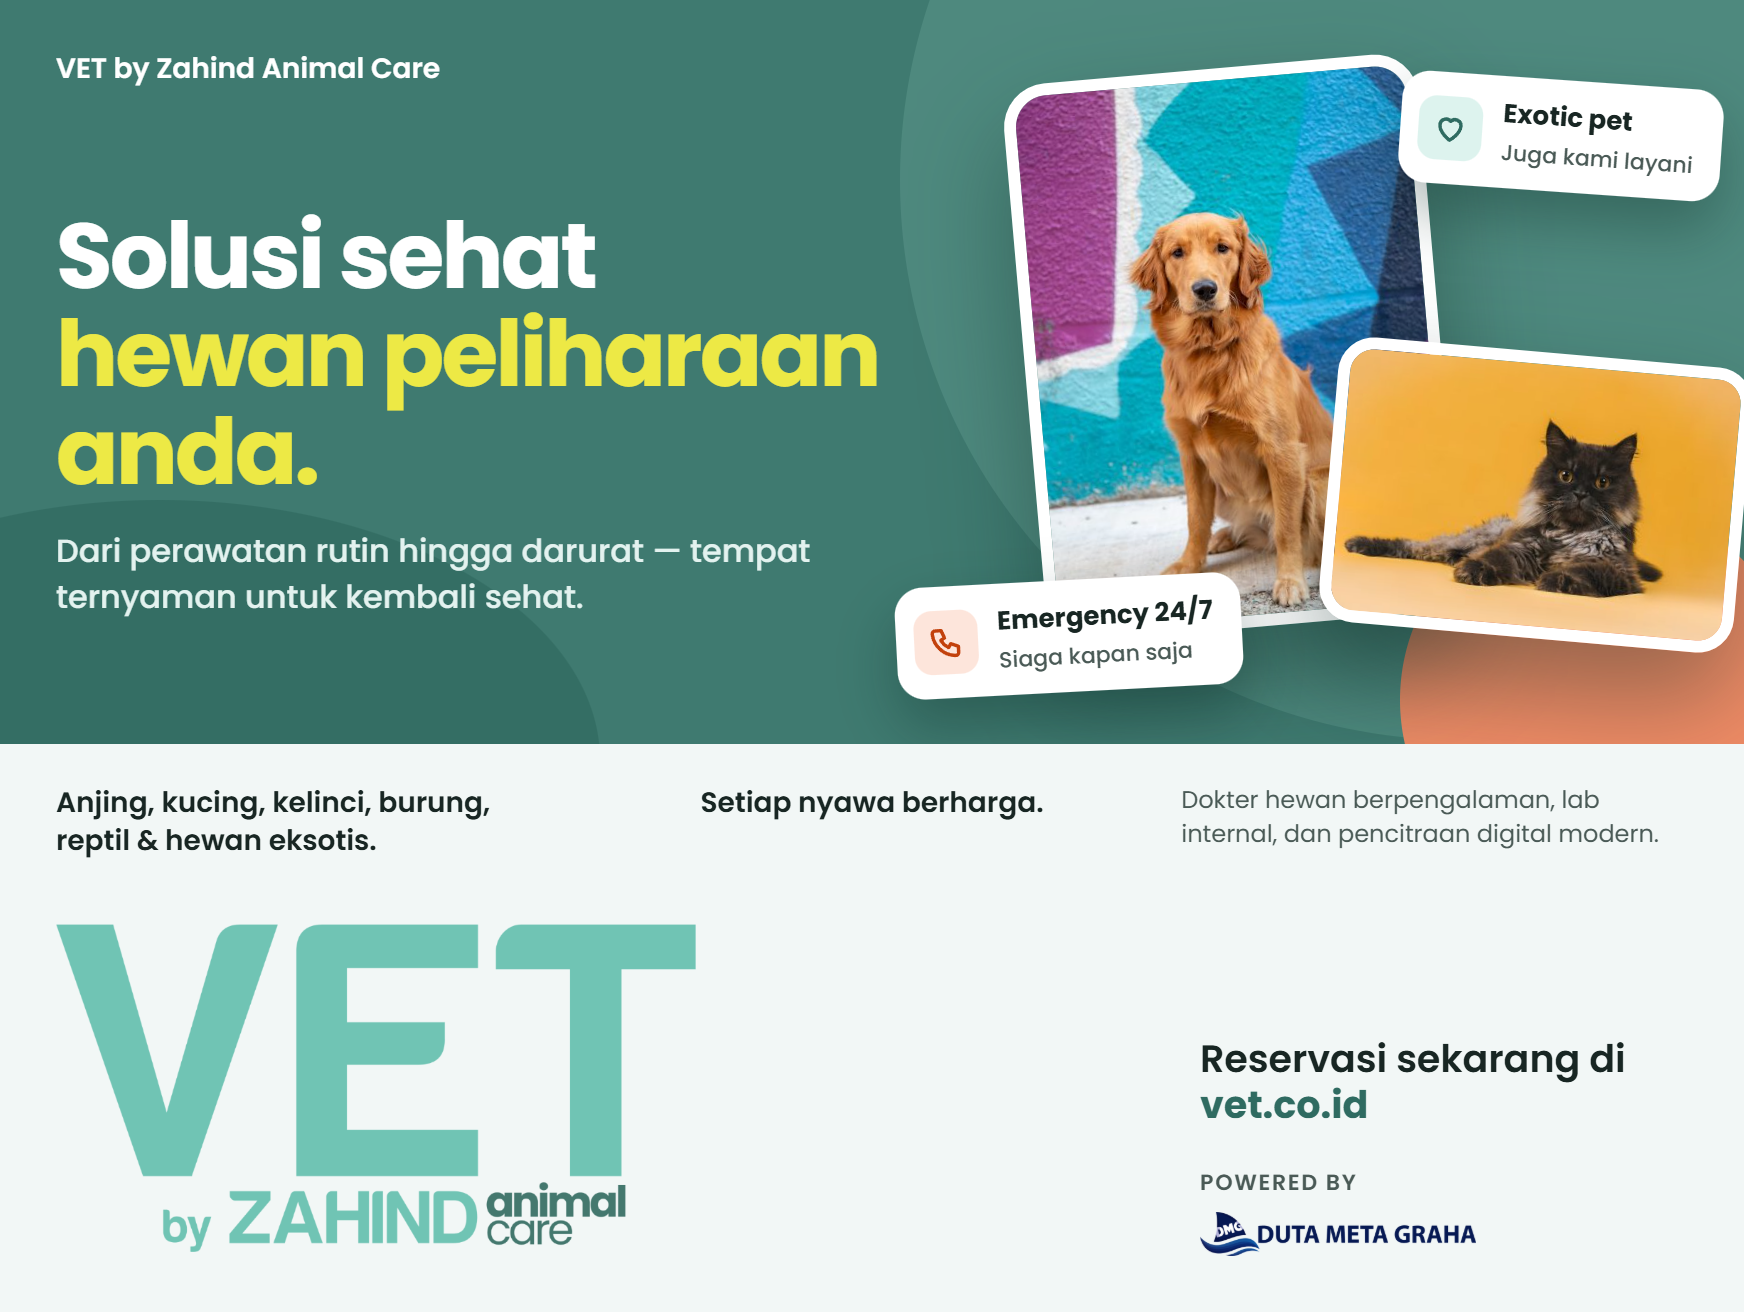 VET by Zahind Animal Care
Solusi sehat
hewan peliharaan
anda.
Dari perawatan rutin hingga darurat — tempat
ternyaman untuk kembali sehat.
Exotic pet
Juga kami layani
Emergency 24/7
Siaga kapan saja
Anjing, kucing, kelinci, burung,
reptil & hewan eksotis.
Setiap nyawa berharga.
Dokter hewan berpengalaman, lab
internal, dan pencitraan digital modern.
VET
by ZAHIND animal
care
Reservasi sekarang di
vet.co.id
POWERED BY
DMG DUTA META GRAHA